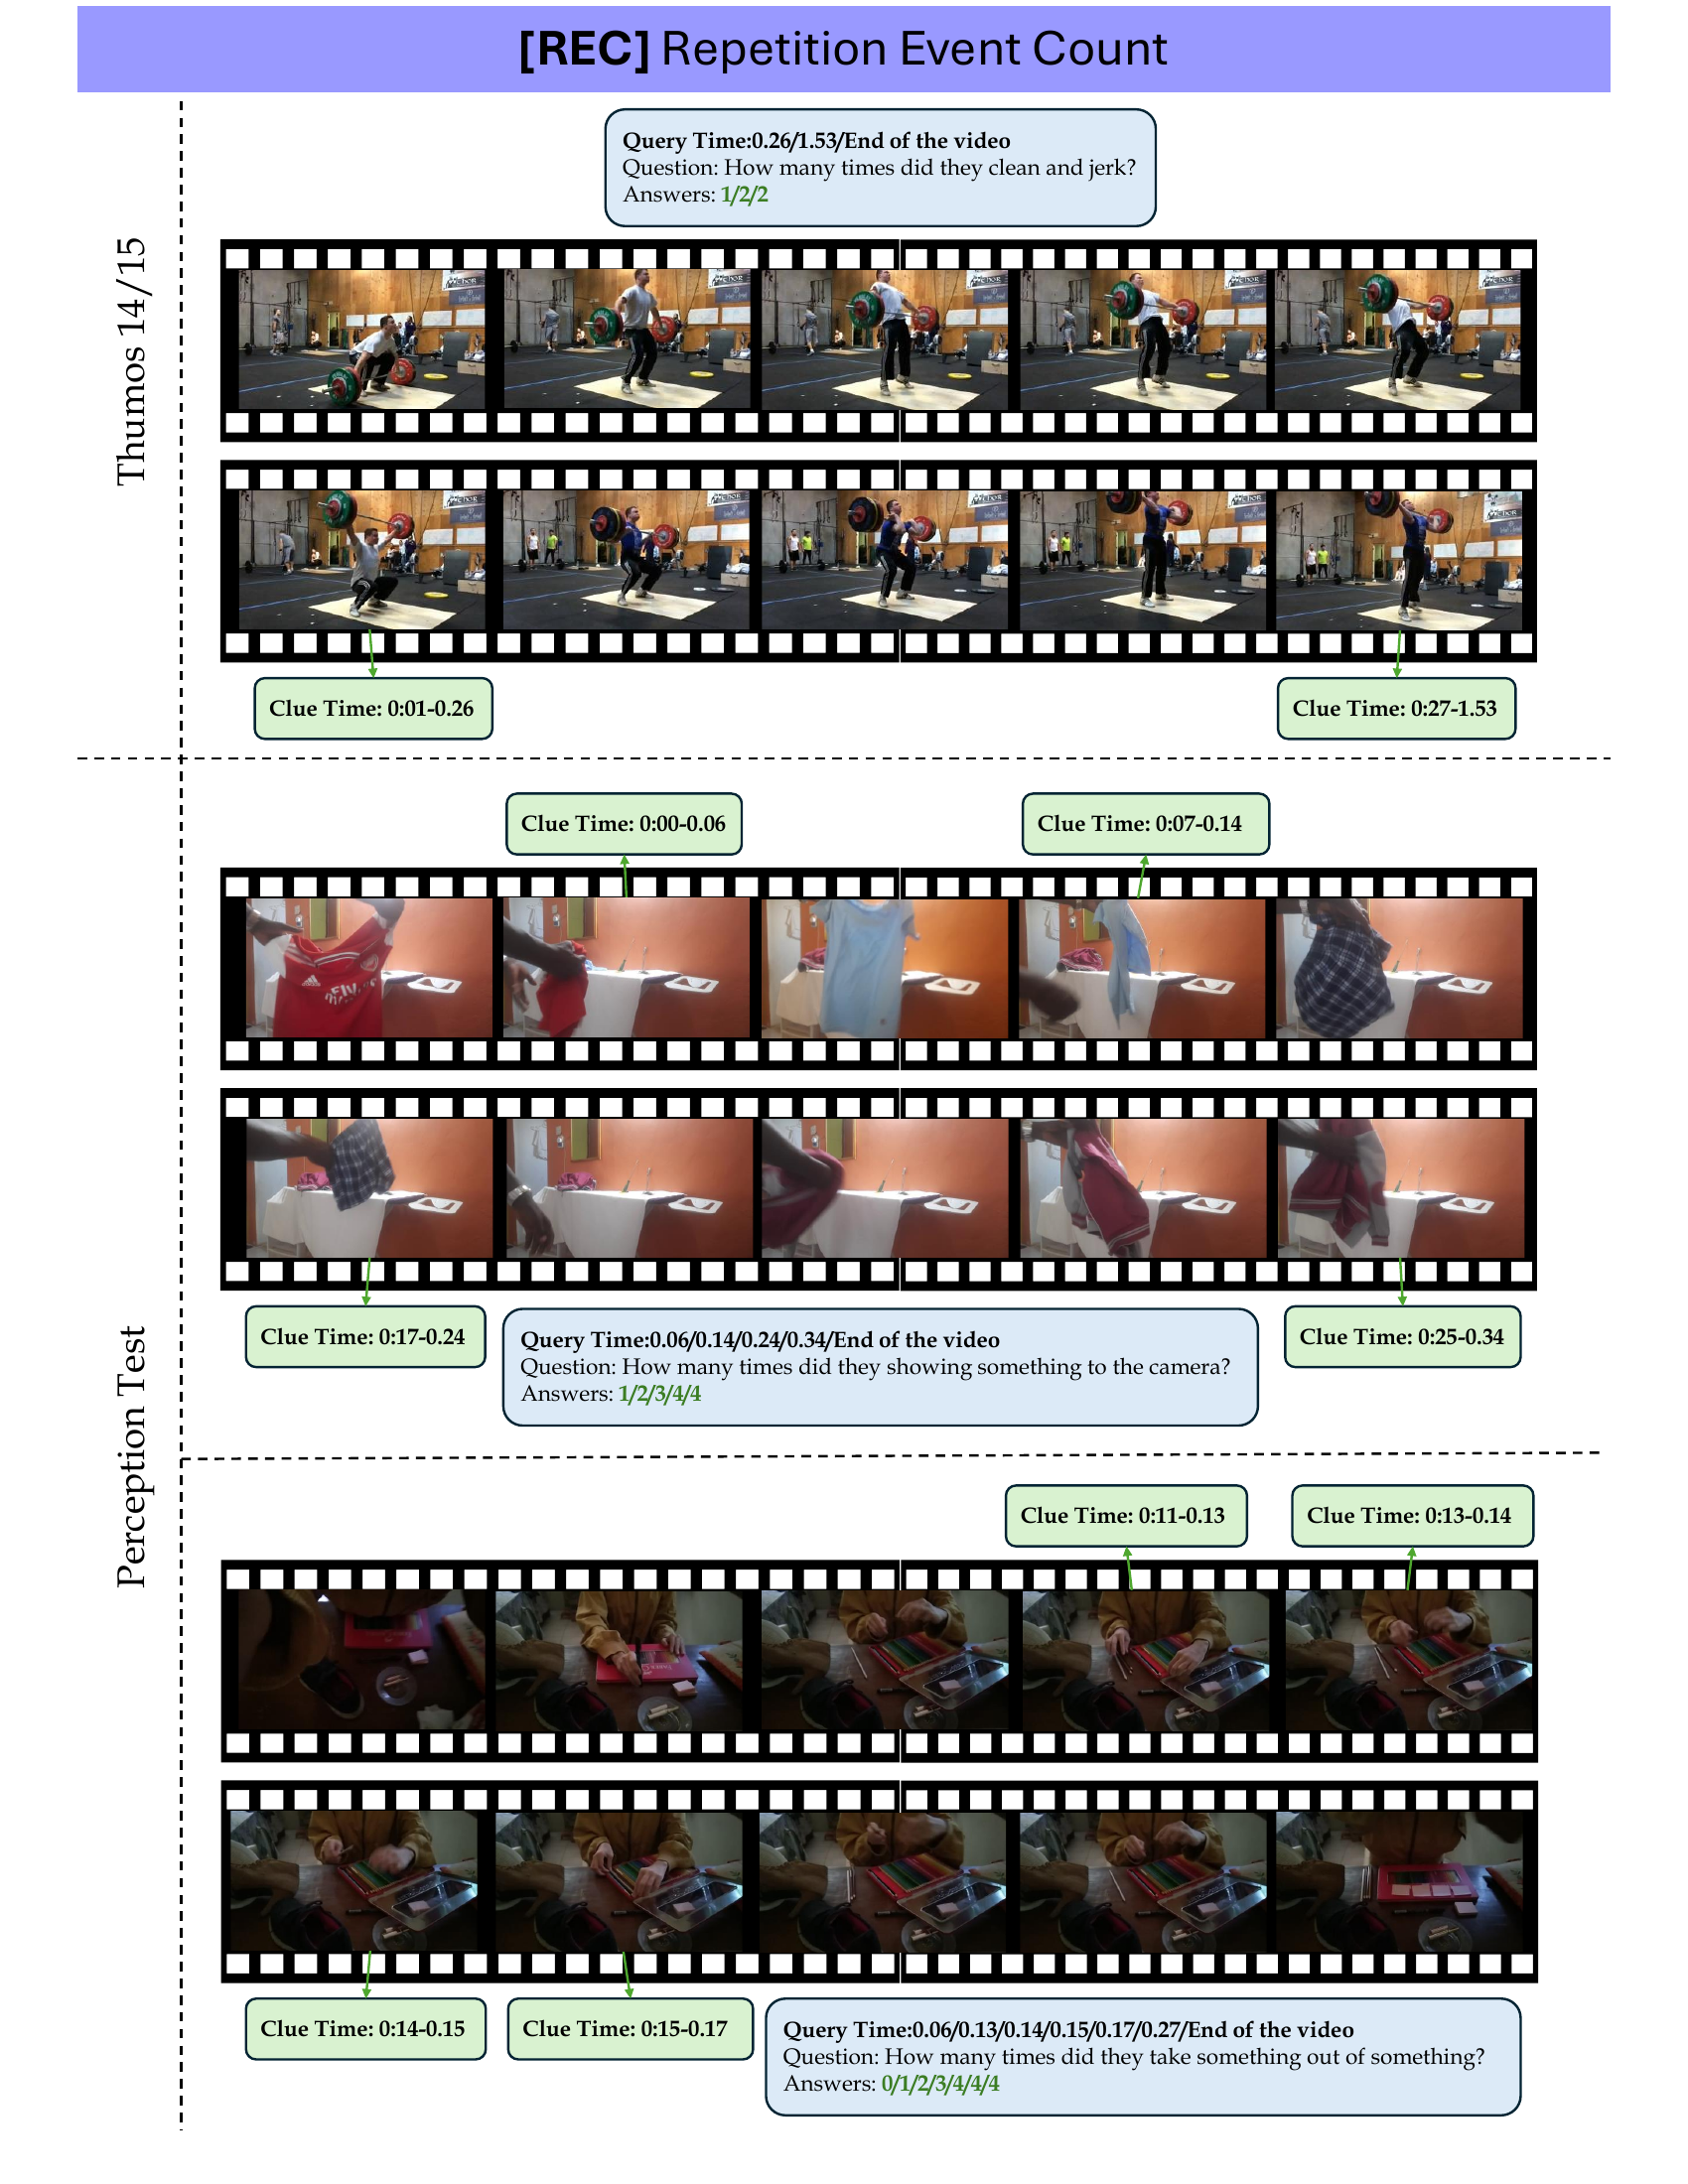 [REC] Repetition Event Count
Thumos 14/15
Query Time:0.26/1.53/End of the video
Question: How many times did they clean and jerk?
Answers: 1/2/2
Clue Time: 0:01-0.26
Clue Time: 0:27-1.53
Perception Test
Clue Time: 0:00-0.06
Clue Time: 0:07-0.14
Clue Time: 0:17-0.24
Query Time:0.06/0.14/0.24/0.34/End of the video
Question: How many times did they showing something to the camera?
Answers: 1/2/3/4/4
Clue Time: 0:25-0.34
Clue Time: 0:11-0.13
Clue Time: 0:13-0.14
Clue Time: 0:14-0.15
Clue Time: 0:15-0.17
Query Time:0.06/0.13/0.14/0.15/0.17/0.27/End of the video
Question: How many times did they take something out of something?
Answers: 0/1/2/3/4/4/4